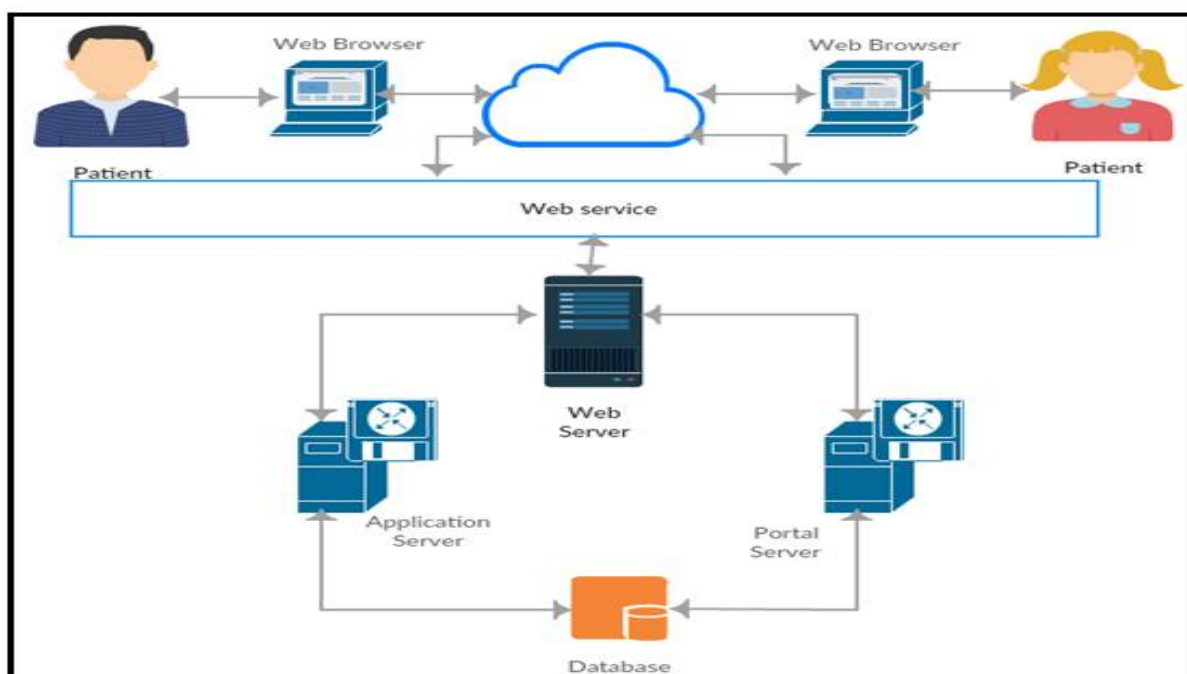 Web Browser
Web Browser
Patient
Patient
Web service
Web
Server
Application
Server
Portal
Server
Database